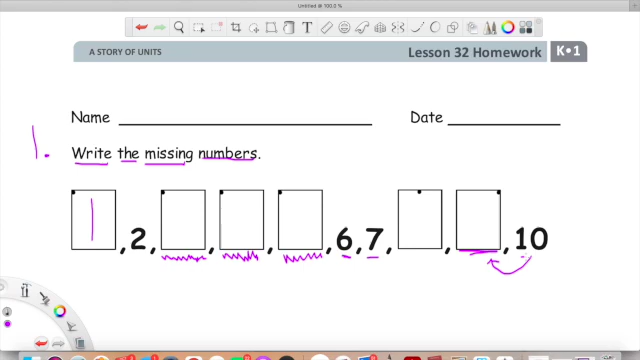 Untitled @ 100.0 %
A STORY OF UNITS
Lesson 32 Homework K•1
Name Date
1. Write the missing numbers.
1, 2, , , , 6, 7, , , 10